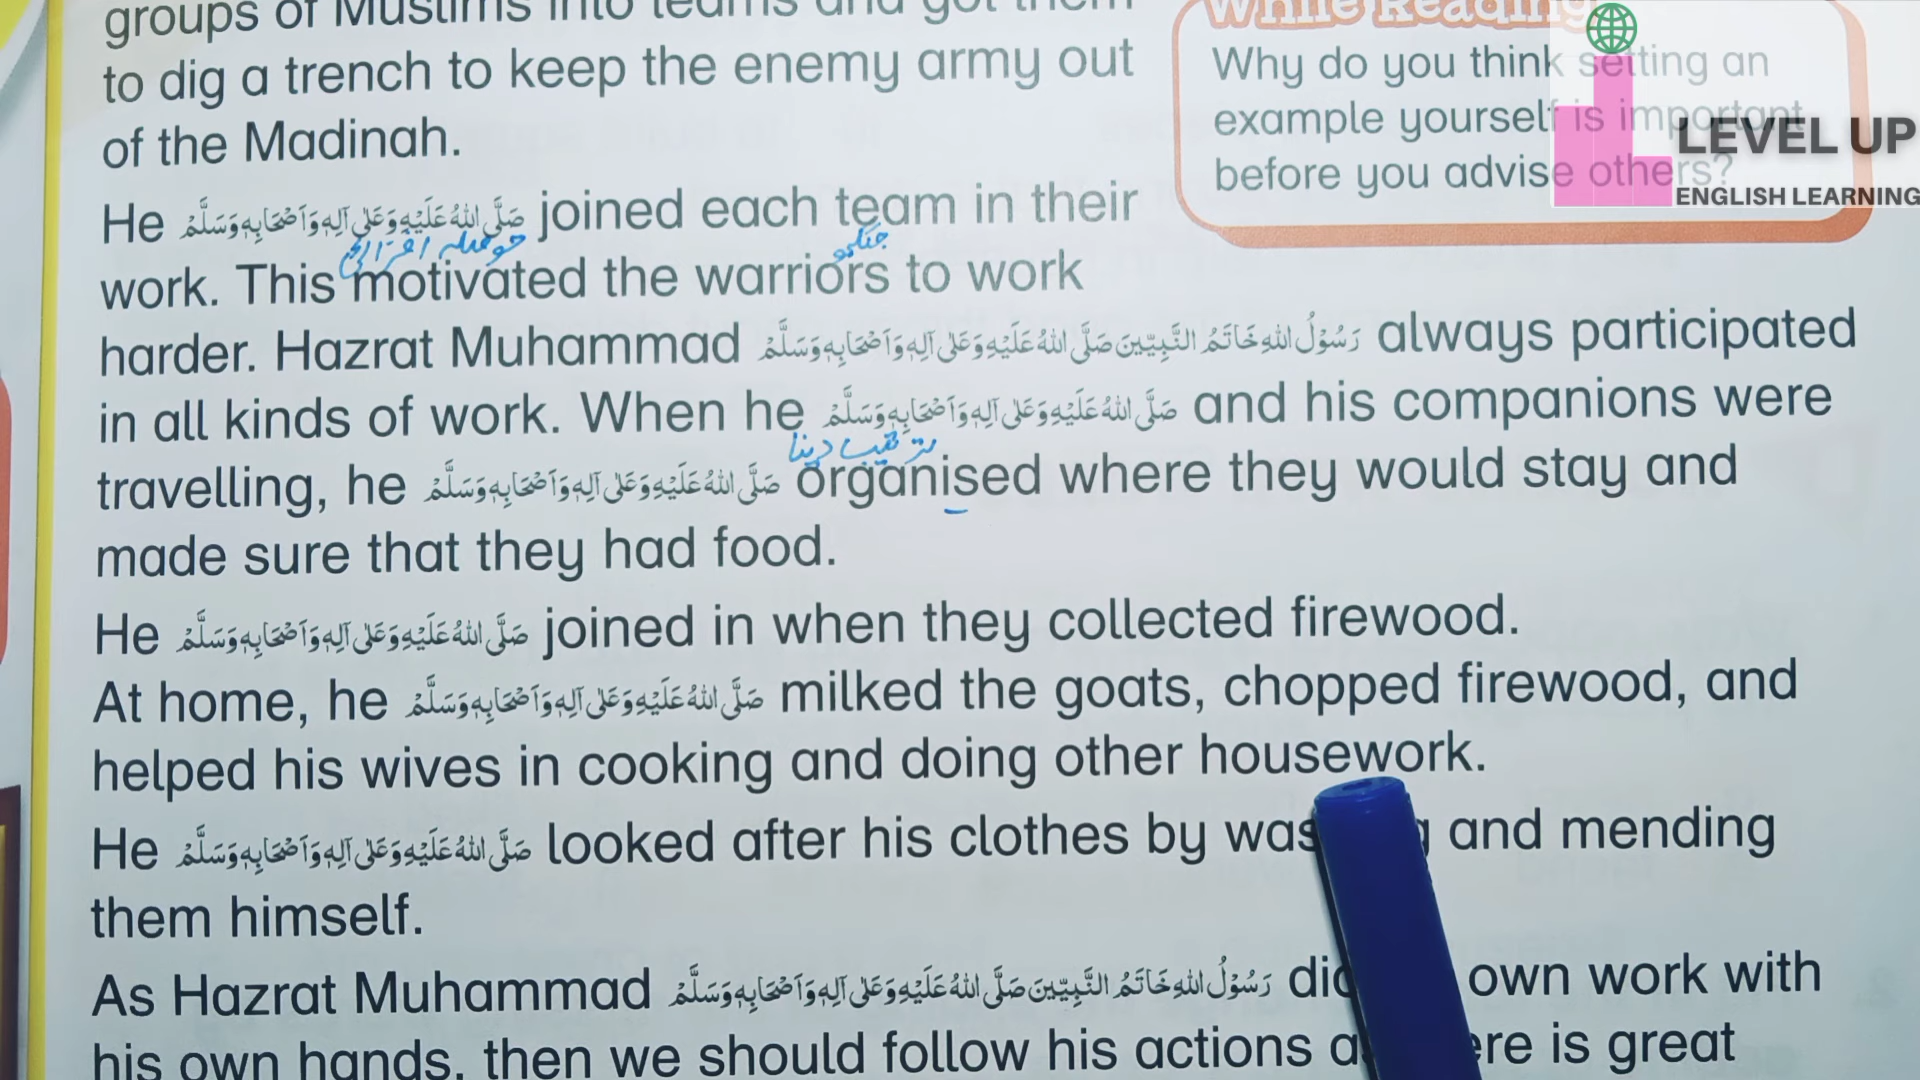 groups of Muslims into teams and got them
to dig a trench to keep the enemy army out
of the Madinah.
He صَلَّى اللهُ عَلَيْهِ وَعَلٰى آلِهٖ وَاَصْحَابِهٖ وَسَلَّمَ joined each team in their
حوصلہ افزائی جنگجو
work. This motivated the warriors to work
harder. Hazrat Muhammad رَسُوْلُ اللهِ خَاتَمُ النَّبِيّٖنَ صَلَّى اللهُ عَلَيْهِ وَعَلٰى آلِهٖ وَاَصْحَابِهٖ وَسَلَّمَ always participated
in all kinds of work. When he صَلَّى اللهُ عَلَيْهِ وَعَلٰى آلِهٖ وَاَصْحَابِهٖ وَسَلَّمَ and his companions were
ترتیب دینا
travelling, he صَلَّى اللهُ عَلَيْهِ وَعَلٰى آلِهٖ وَاَصْحَابِهٖ وَسَلَّمَ organised where they would stay and
made sure that they had food.
He صَلَّى اللهُ عَلَيْهِ وَعَلٰى آلِهٖ وَاَصْحَابِهٖ وَسَلَّمَ joined in when they collected firewood.
At home, he صَلَّى اللهُ عَلَيْهِ وَعَلٰى آلِهٖ وَاَصْحَابِهٖ وَسَلَّمَ milked the goats, chopped firewood, and
helped his wives in cooking and doing other housework.
He صَلَّى اللهُ عَلَيْهِ وَعَلٰى آلِهٖ وَاَصْحَابِهٖ وَسَلَّمَ looked after his clothes by and mending
them himself.
As Hazrat Muhammad رَسُوْلُ اللهِ خَاتَمُ النَّبِيّٖنَ صَلَّى اللهُ عَلَيْهِ وَعَلٰى آلِهٖ وَاَصْحَابِهٖ وَسَلَّمَ own work with
his own hands, then we should follow his actions is great
While Reading
Why do you think setting an
example yourself is important
before you advise others?
LEVEL UP
ENGLISH LEARNING